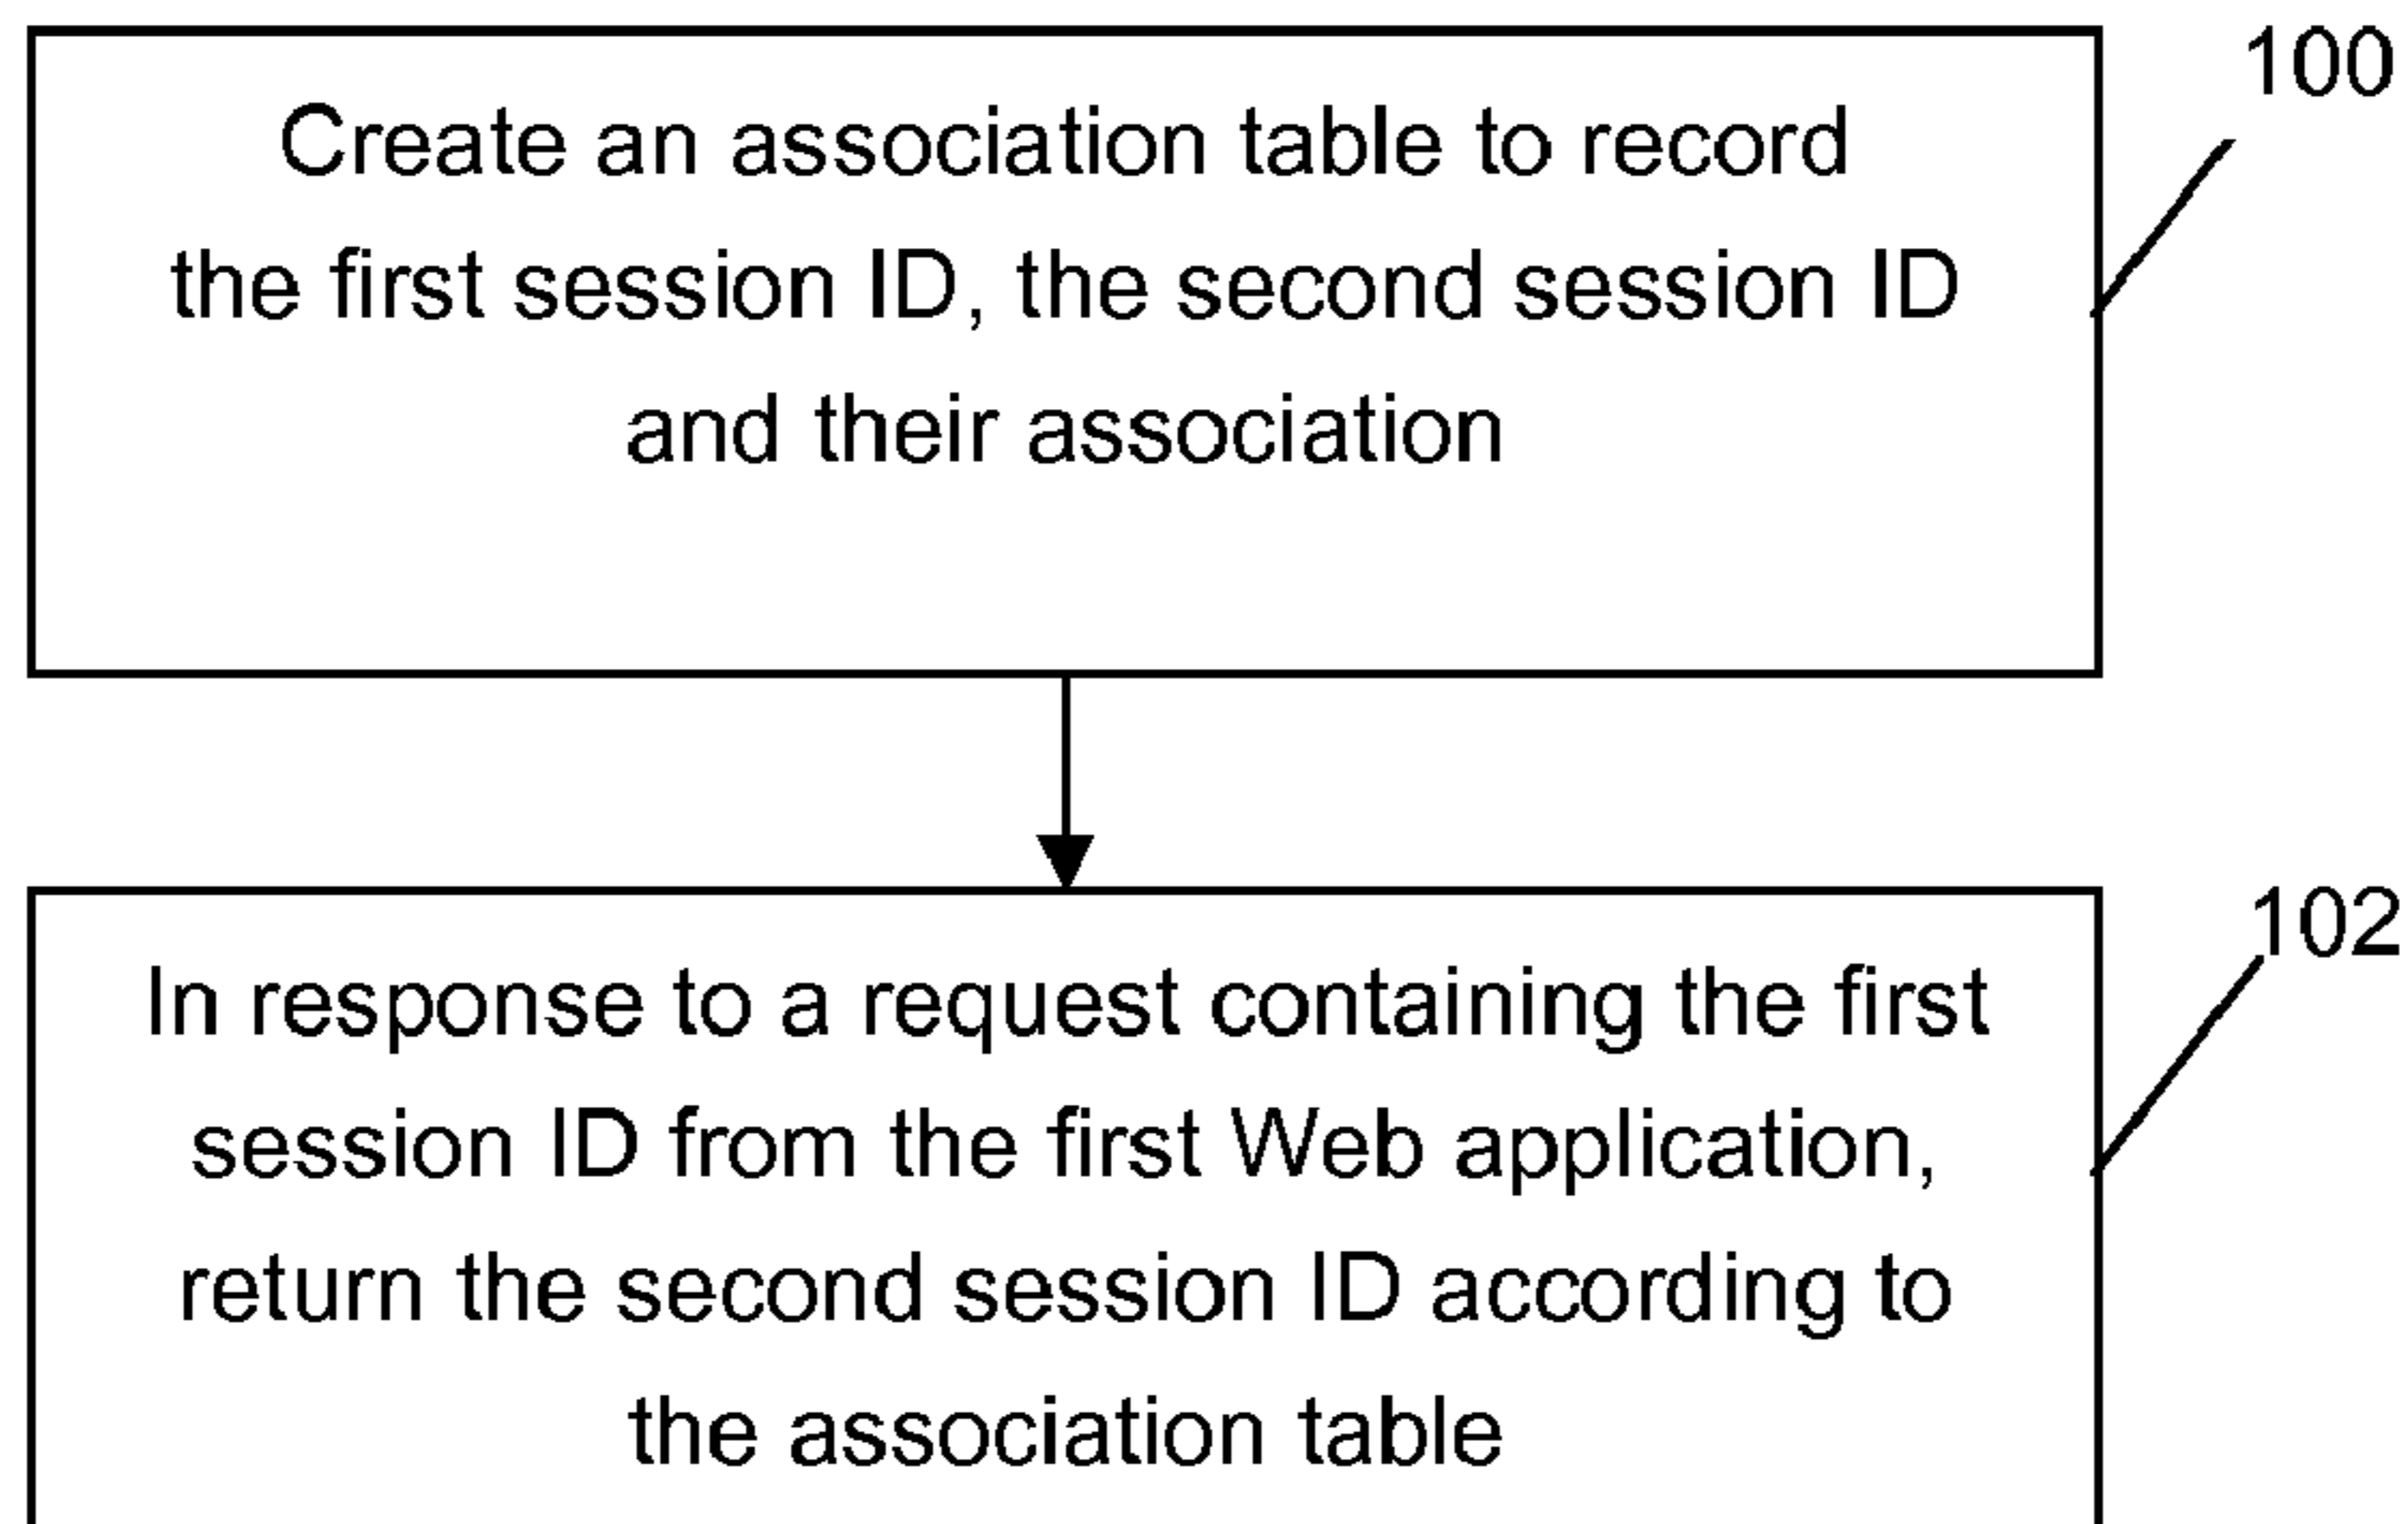 100
Create an association table to record
the first session ID, the second session ID
and their association
102
In response to a request containing the first
session ID from the first Web application,
return the second session ID according to
the association table